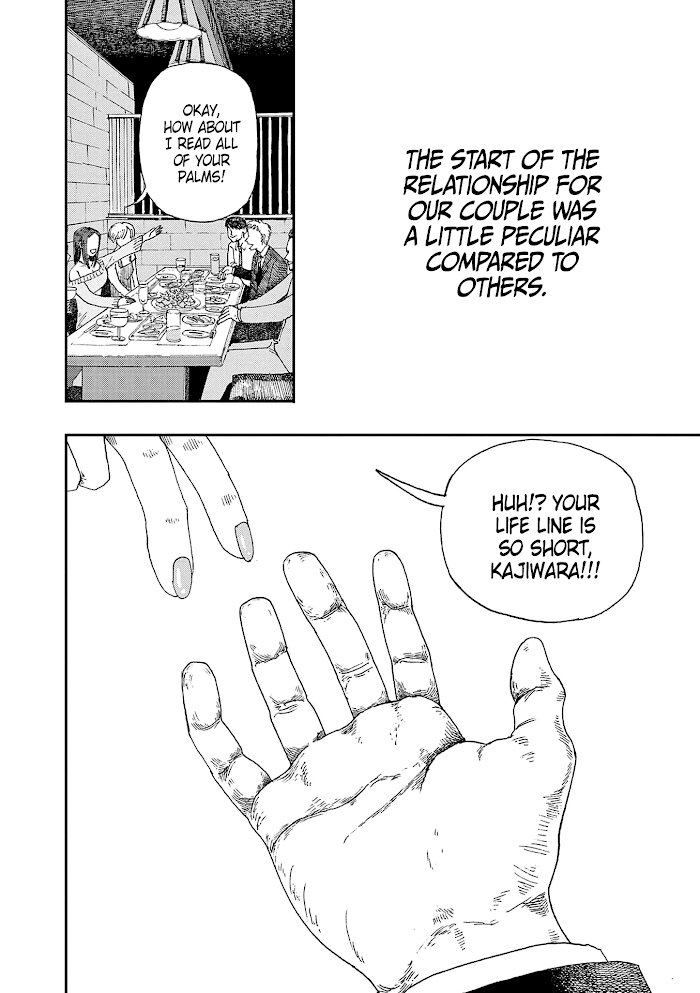 OKAY,
HOW ABOUT
I READ ALL
OF YOUR
PALMS!
THE START OF THE
RELATIONSHIP FOR
OUR COUPLE WAS
A LITTLE PECULIAR
COMPARED TO
OTHERS.
HUH!? YOUR
LIFE LINE IS
SO SHORT,
KAJIWARA!!!